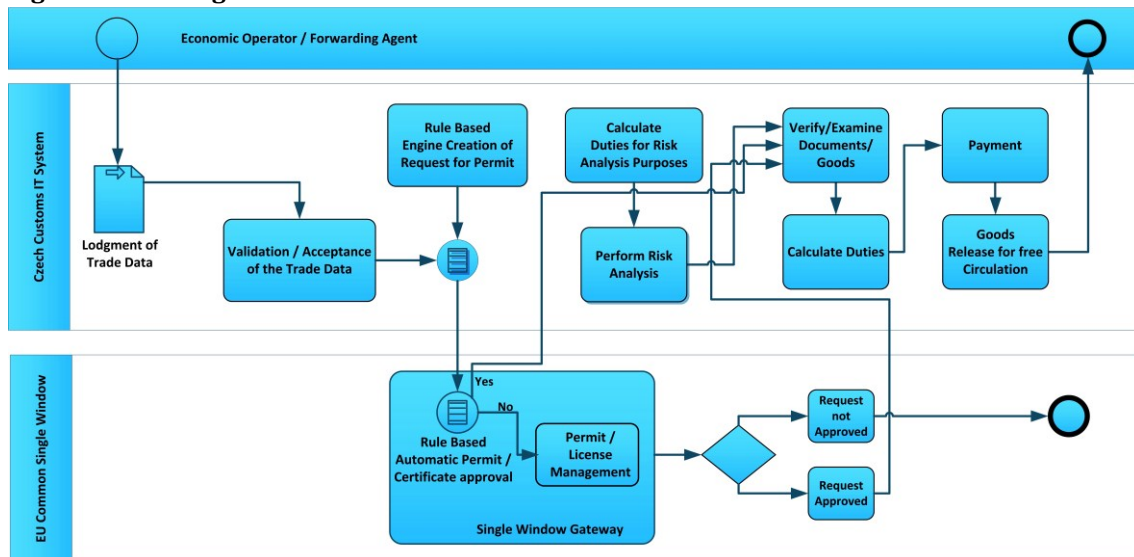 Economic Operator / Forwarding Agent
Czech Customs IT System
Lodgment of
Trade Data
Validation / Acceptance
of the Trade Data
Rule Based
Engine Creation of
Request for Permit
Calculate
Duties for Risk
Analysis Purposes
Perform Risk
Analysis
Verify/Examine
Documents/
Goods
Calculate Duties
Payment
Goods
Release for free
Circulation
EU Common Single Window
Yes
No
Rule Based
Automatic Permit /
Certificate approval
Permit /
License
Management
Single Window Gateway
Request
not
Approved
Request
Approved